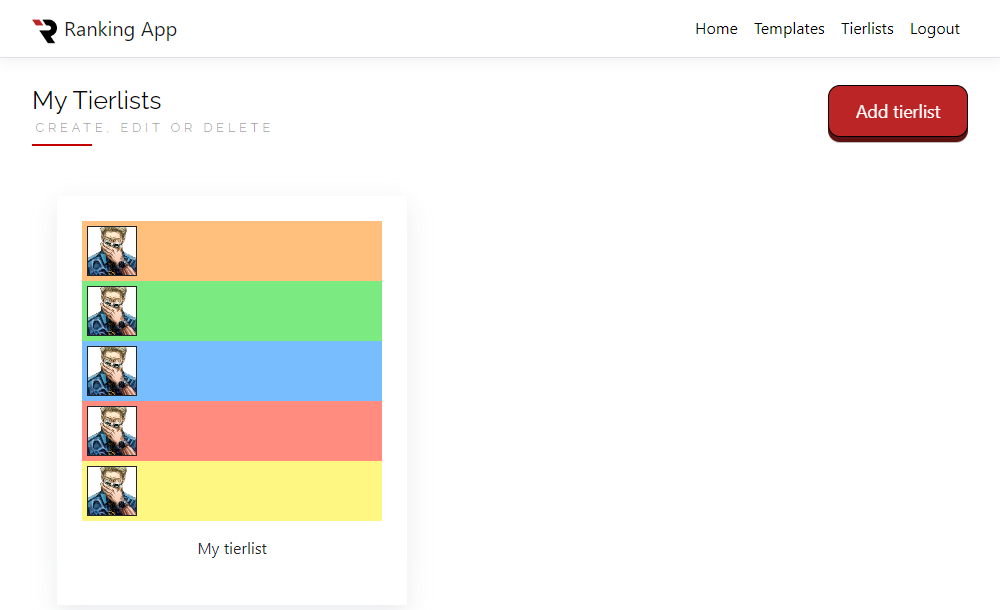 Ranking App
Home Templates Tierlists Logout
My Tierlists
CREATE, EDIT OR DELETE
Add tierlist
My tierlist